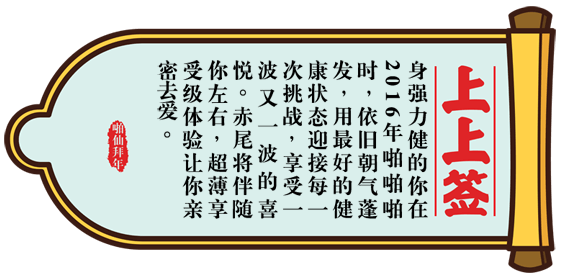 上上签
身强力健的你在
2016年啪啪啪
时，依旧朝气蓬
发，用最好的健
康状态迎接每一
次挑战，享受一
波又一波的喜
悦。赤尾将伴随
你左右，超薄享
受级体验让你亲
密去爱。
啪仙拜年